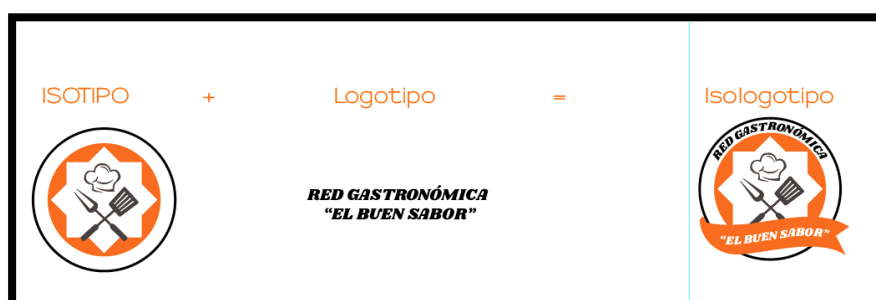 ISOTIPO + Logotipo = Isologotipo
RED GASTRONÓMICA
“EL BUEN SABOR”
RED GASTRONÓMICA
“EL BUEN SABOR”